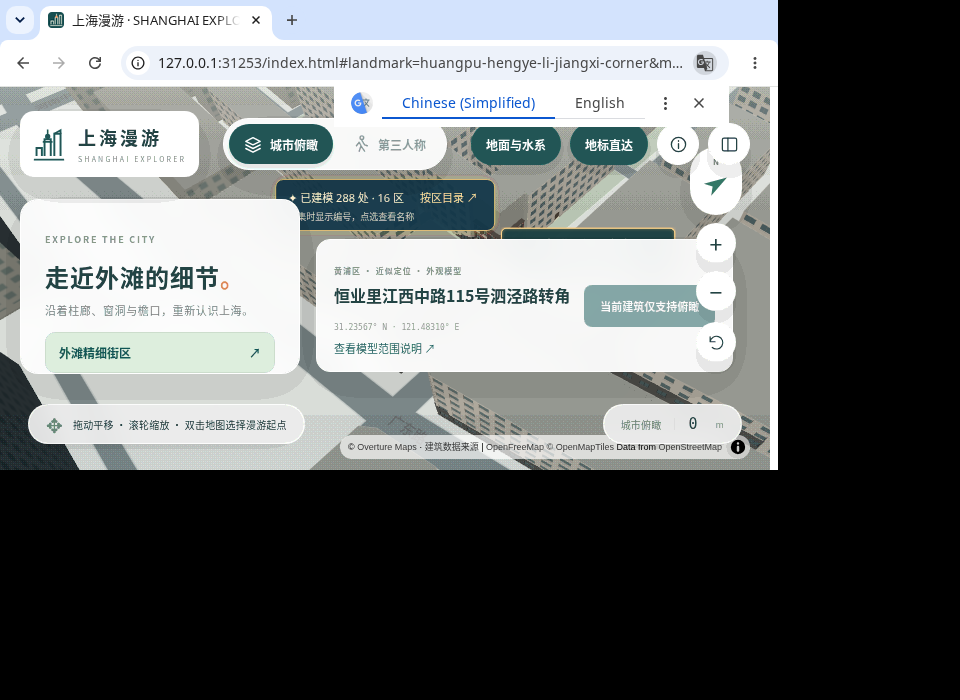 上海漫游 · SHANGHAI EXPLO
127.0.0.1:31253/index.html#landmark=huangpu-hengye-li-jiangxi-corner&m...
Chinese (Simplified)
English
上海漫游
SHANGHAI EXPLORER
城市俯瞰
第三人称
地面与水系
地标直达
N
✦ 已建模 288 处 · 16 区 按区目录 ↗
集时显示编号，点选查看名称
EXPLORE THE CITY
走近外滩的细节。
沿着柱廊、窗洞与檐口，重新认识上海。
外滩精细街区 ↗
黄浦区 · 近似定位 · 外观模型
恒业里江西中路115号泗泾路转角
31.23567° N · 121.48310° E
查看模型范围说明 ↗
当前建筑仅支持俯瞰
拖动平移 · 滚轮缩放 · 双击地图选择漫游起点
城市俯瞰 0 m
© Overture Maps · 建筑数据来源 | OpenFreeMap © OpenMapTiles Data from OpenStreetMap